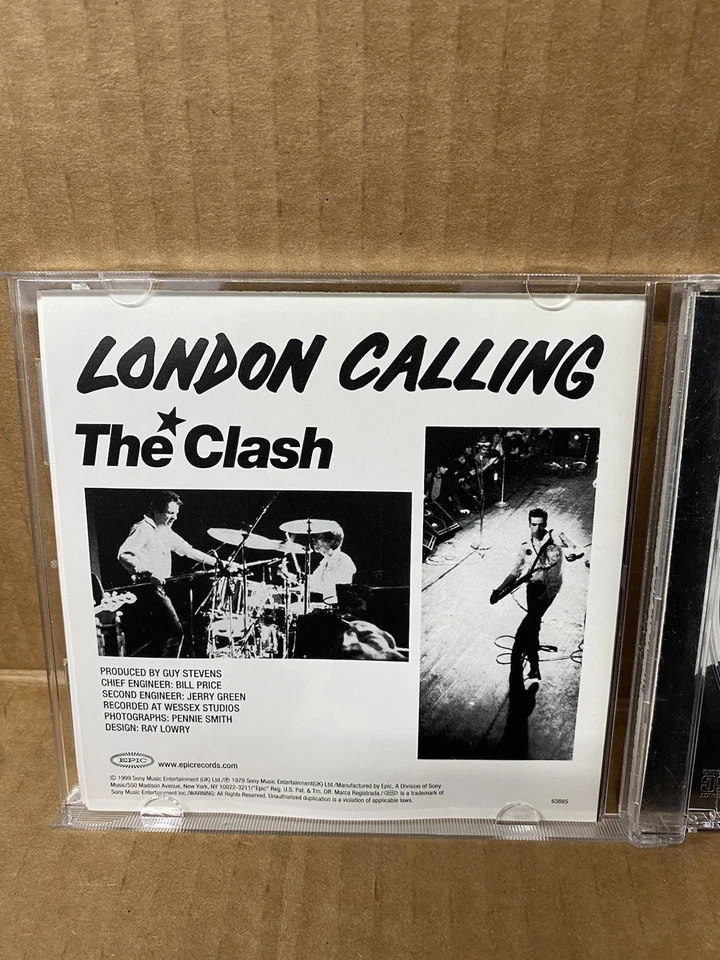 LONDON CALLING
The★Clash
PRODUCED BY GUY STEVENS
CHIEF ENGINEER: BILL PRICE
SECOND ENGINEER: JERRY GREEN
RECORDED AT WESSEX STUDIOS
PHOTOGRAPHS: PENNIE SMITH
DESIGN: RAY LOWRY
EPIC www.epicrecords.com
© 1999 Sony Music Entertainment (UK) Ltd./℗ 1979 Sony Music Entertainment(UK) Ltd./Manufactured by Epic, A Division of Sony
Music/550 Madison Avenue, New York, NY 10022-3211/"Epic" Reg. U.S. Pat. & Tm. Off. Marca Registrada./ is a trademark of
Sony Music Entertainment Inc./WARNING: All Rights Reserved. Unauthorized duplication is a violation of applicable laws.
63885